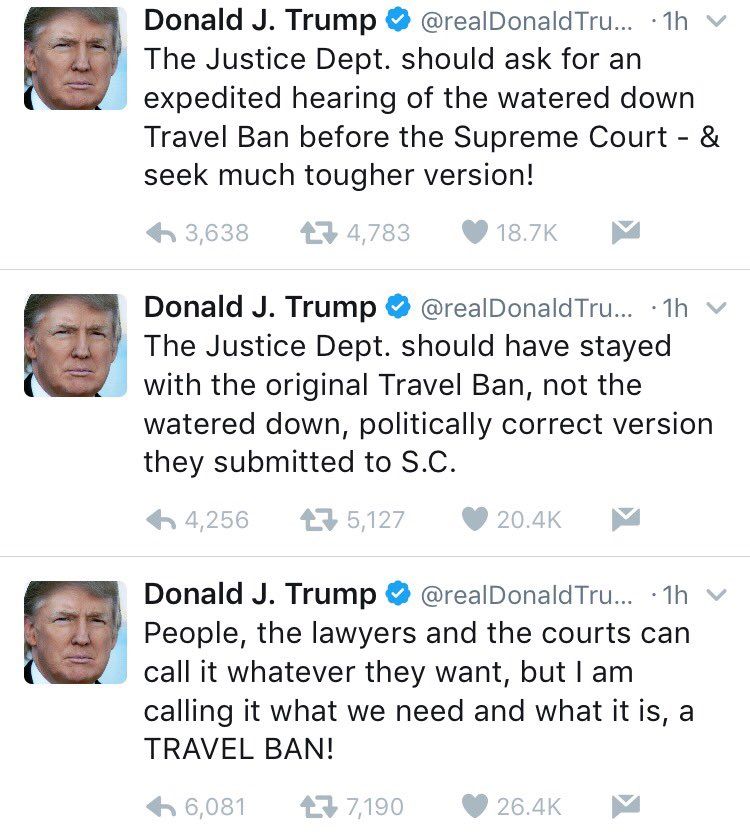 Donald J. Trump @realDonaldTru... · 1h
The Justice Dept. should ask for an
expedited hearing of the watered down
Travel Ban before the Supreme Court - &
seek much tougher version!
3,638 4,783 18.7K
Donald J. Trump @realDonaldTru... · 1h
The Justice Dept. should have stayed
with the original Travel Ban, not the
watered down, politically correct version
they submitted to S.C.
4,256 5,127 20.4K
Donald J. Trump @realDonaldTru... · 1h
People, the lawyers and the courts can
call it whatever they want, but I am
calling it what we need and what it is, a
TRAVEL BAN!
6,081 7,190 26.4K